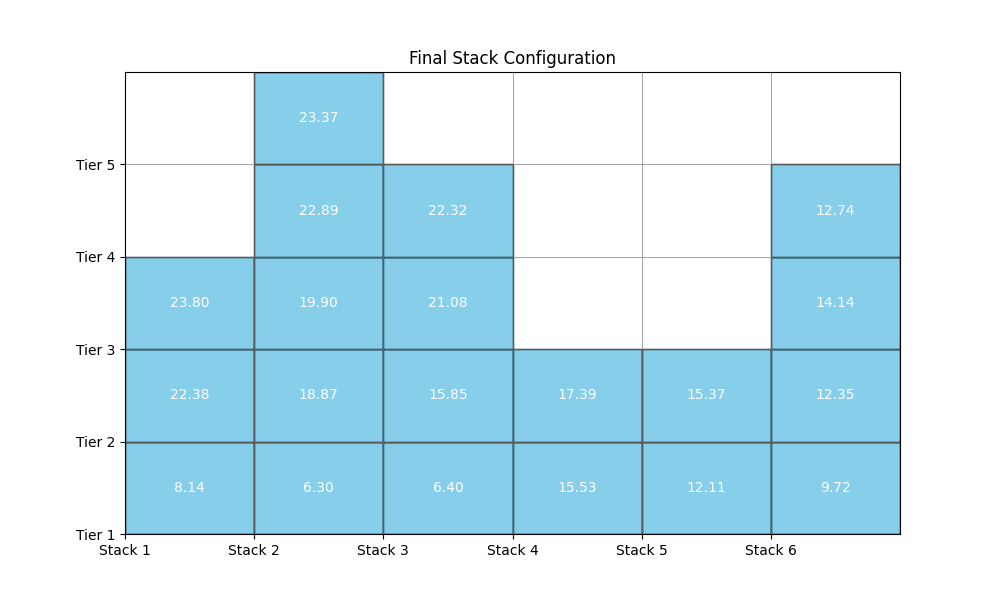 Final Stack Configuration
23.37
Tier 5
22.89 22.32 12.74
Tier 4
23.80 19.90 21.08 14.14
Tier 3
22.38 18.87 15.85 17.39 15.37 12.35
Tier 2
8.14 6.30 6.40 15.53 12.11 9.72
Tier 1
Stack 1 Stack 2 Stack 3 Stack 4 Stack 5 Stack 6